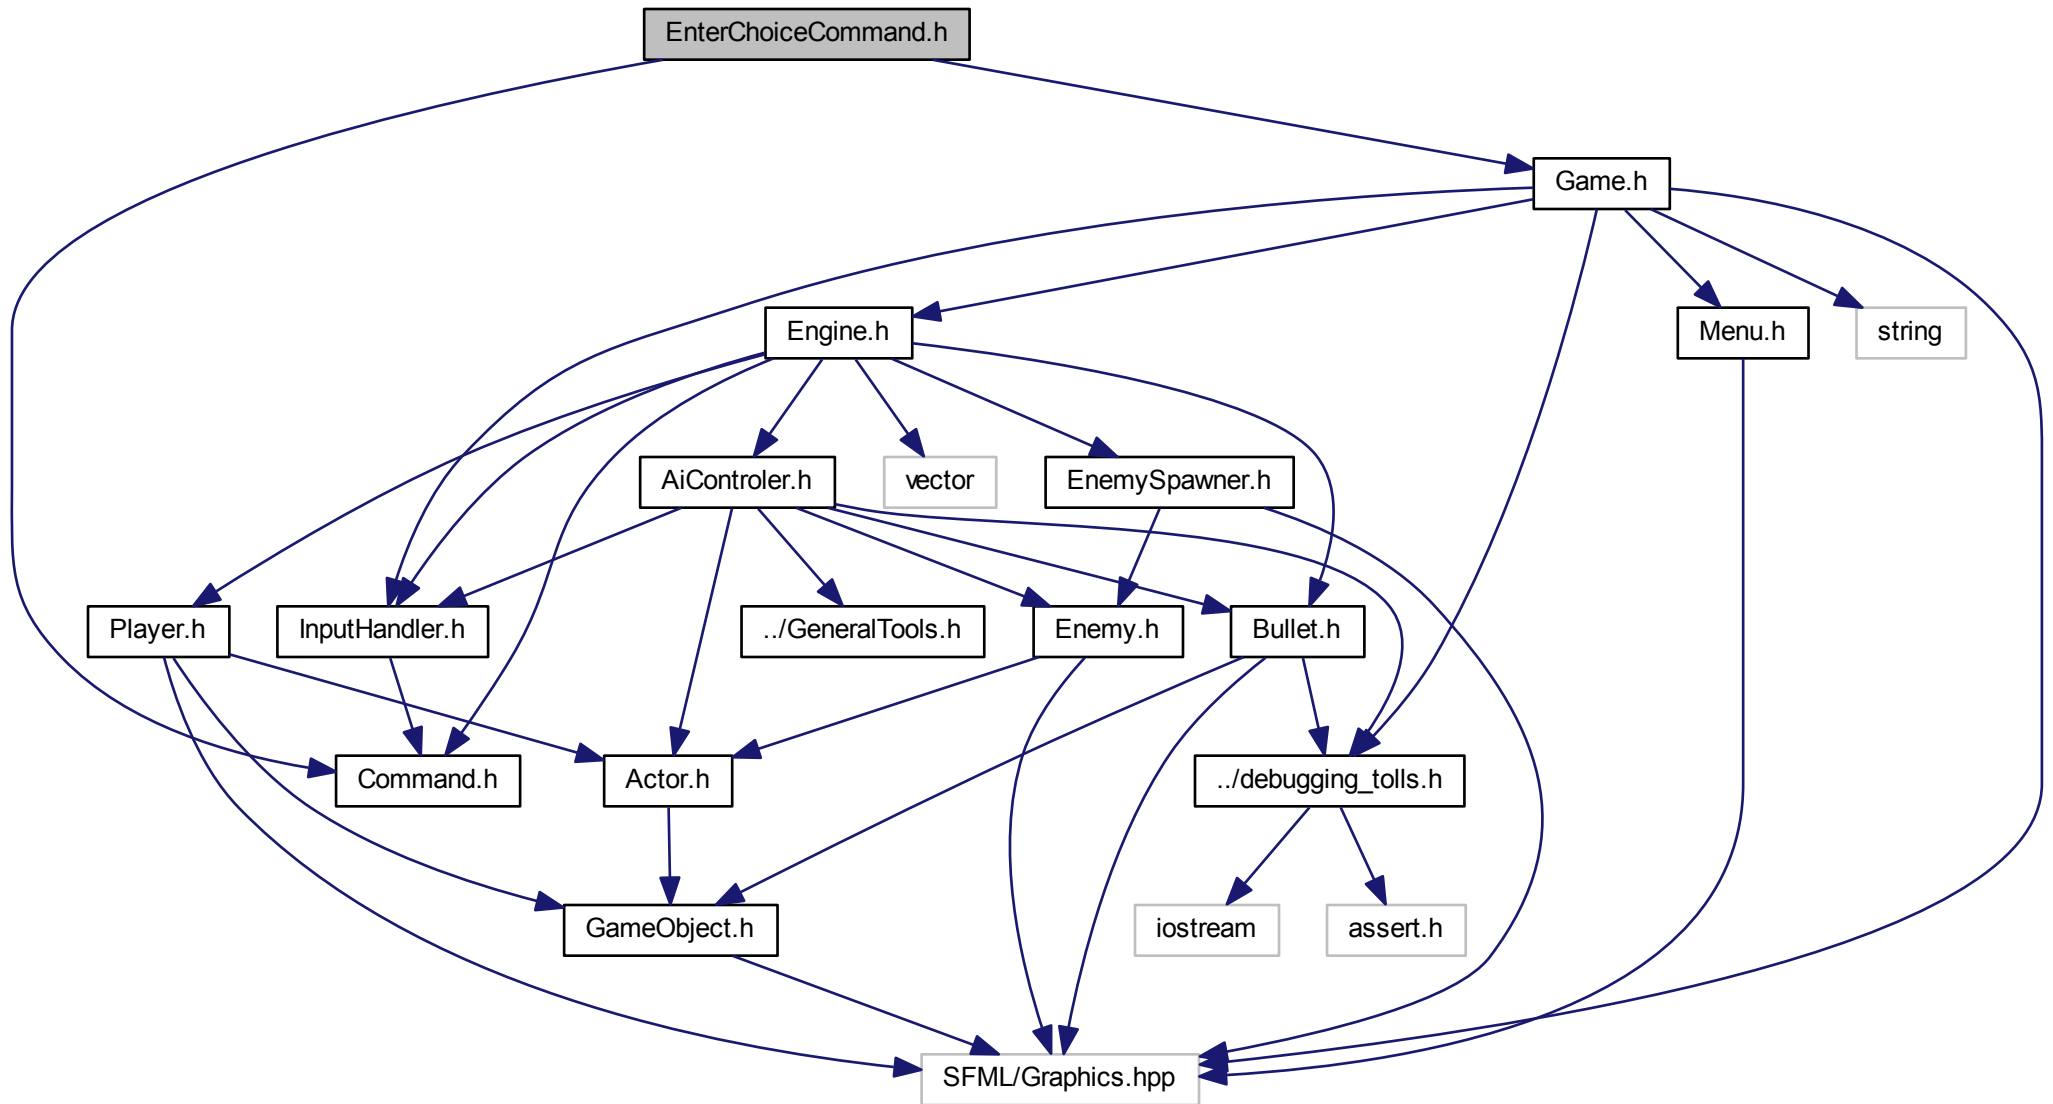 EnterChoiceCommand.h
Game.h
Engine.h
Menu.h
string
AiControler.h
vector
EnemySpawner.h
Player.h
InputHandler.h
../GeneralTools.h
Enemy.h
Bullet.h
Command.h
Actor.h
../debugging_tolls.h
GameObject.h
iostream
assert.h
SFML/Graphics.hpp